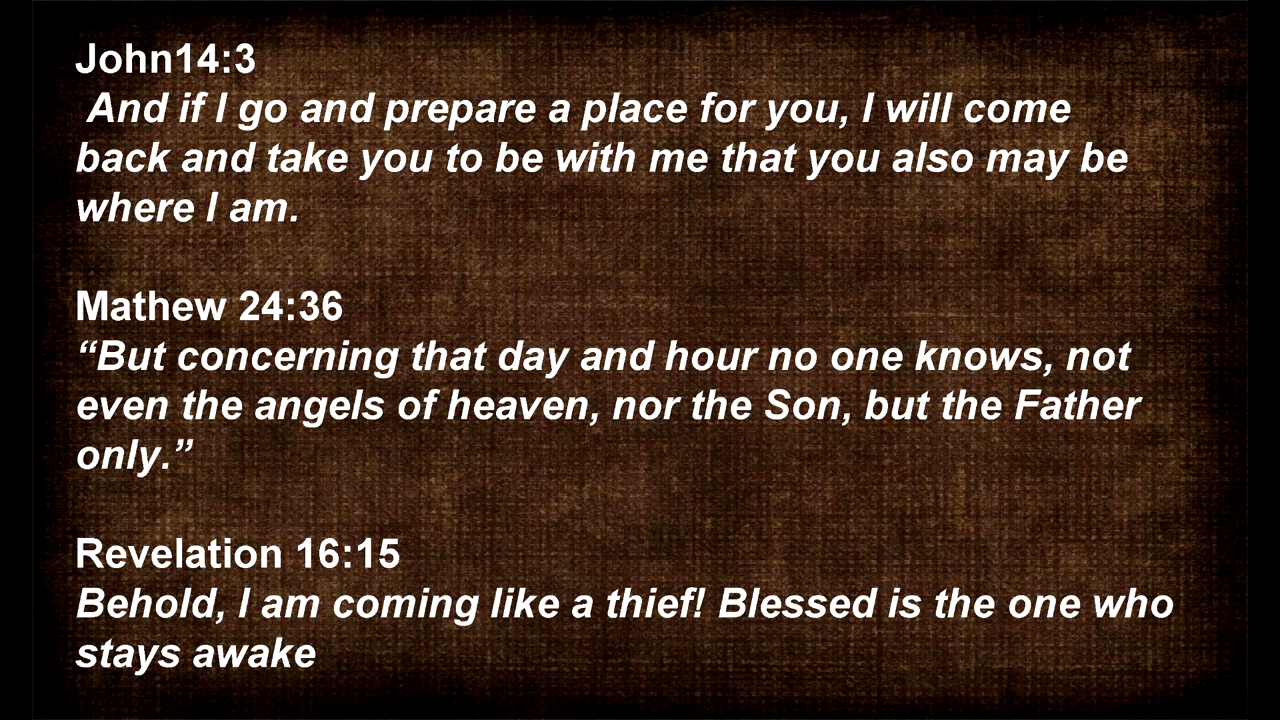 John14:3
And if I go and prepare a place for you, I will come
back and take you to be with me that you also may be
where I am.
Mathew 24:36
“But concerning that day and hour no one knows, not
even the angels of heaven, nor the Son, but the Father
only.”
Revelation 16:15
Behold, I am coming like a thief! Blessed is the one who
stays awake